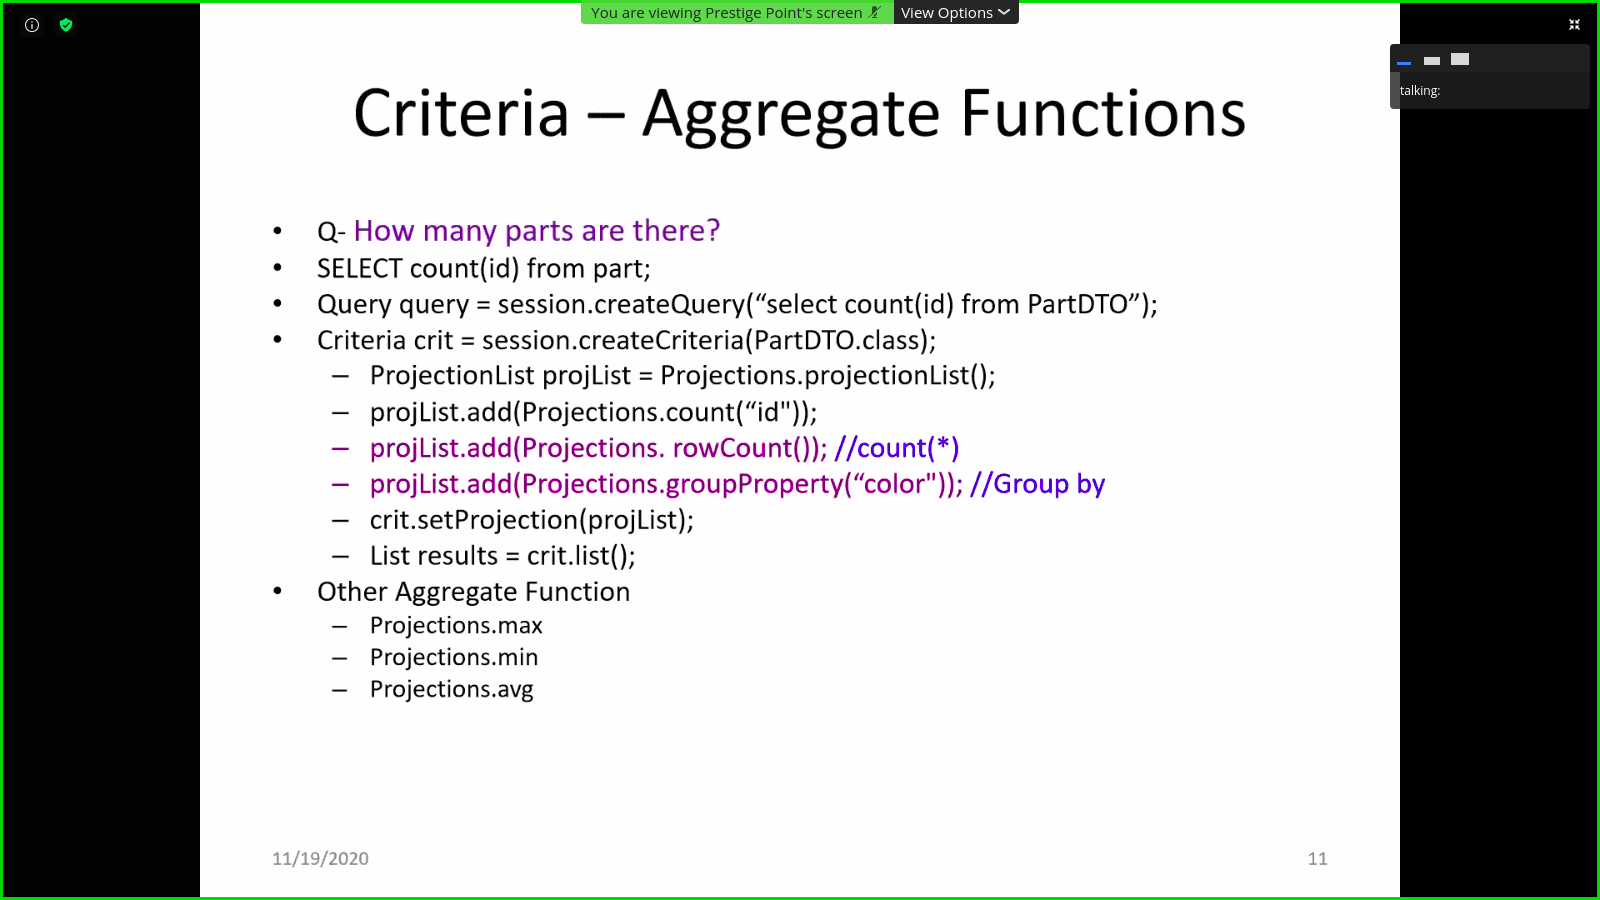 You are viewing Prestige Point's screen View Options
talking:
Criteria – Aggregate Functions
• Q- How many parts are there?
• SELECT count(id) from part;
• Query query = session.createQuery(“select count(id) from PartDTO”);
• Criteria crit = session.createCriteria(PartDTO.class);
– ProjectionList projList = Projections.projectionList();
– projList.add(Projections.count(“id"));
– projList.add(Projections. rowCount()); //count(*)
– projList.add(Projections.groupProperty(“color")); //Group by
– crit.setProjection(projList);
– List results = crit.list();
• Other Aggregate Function
– Projections.max
– Projections.min
– Projections.avg
11/19/2020 11